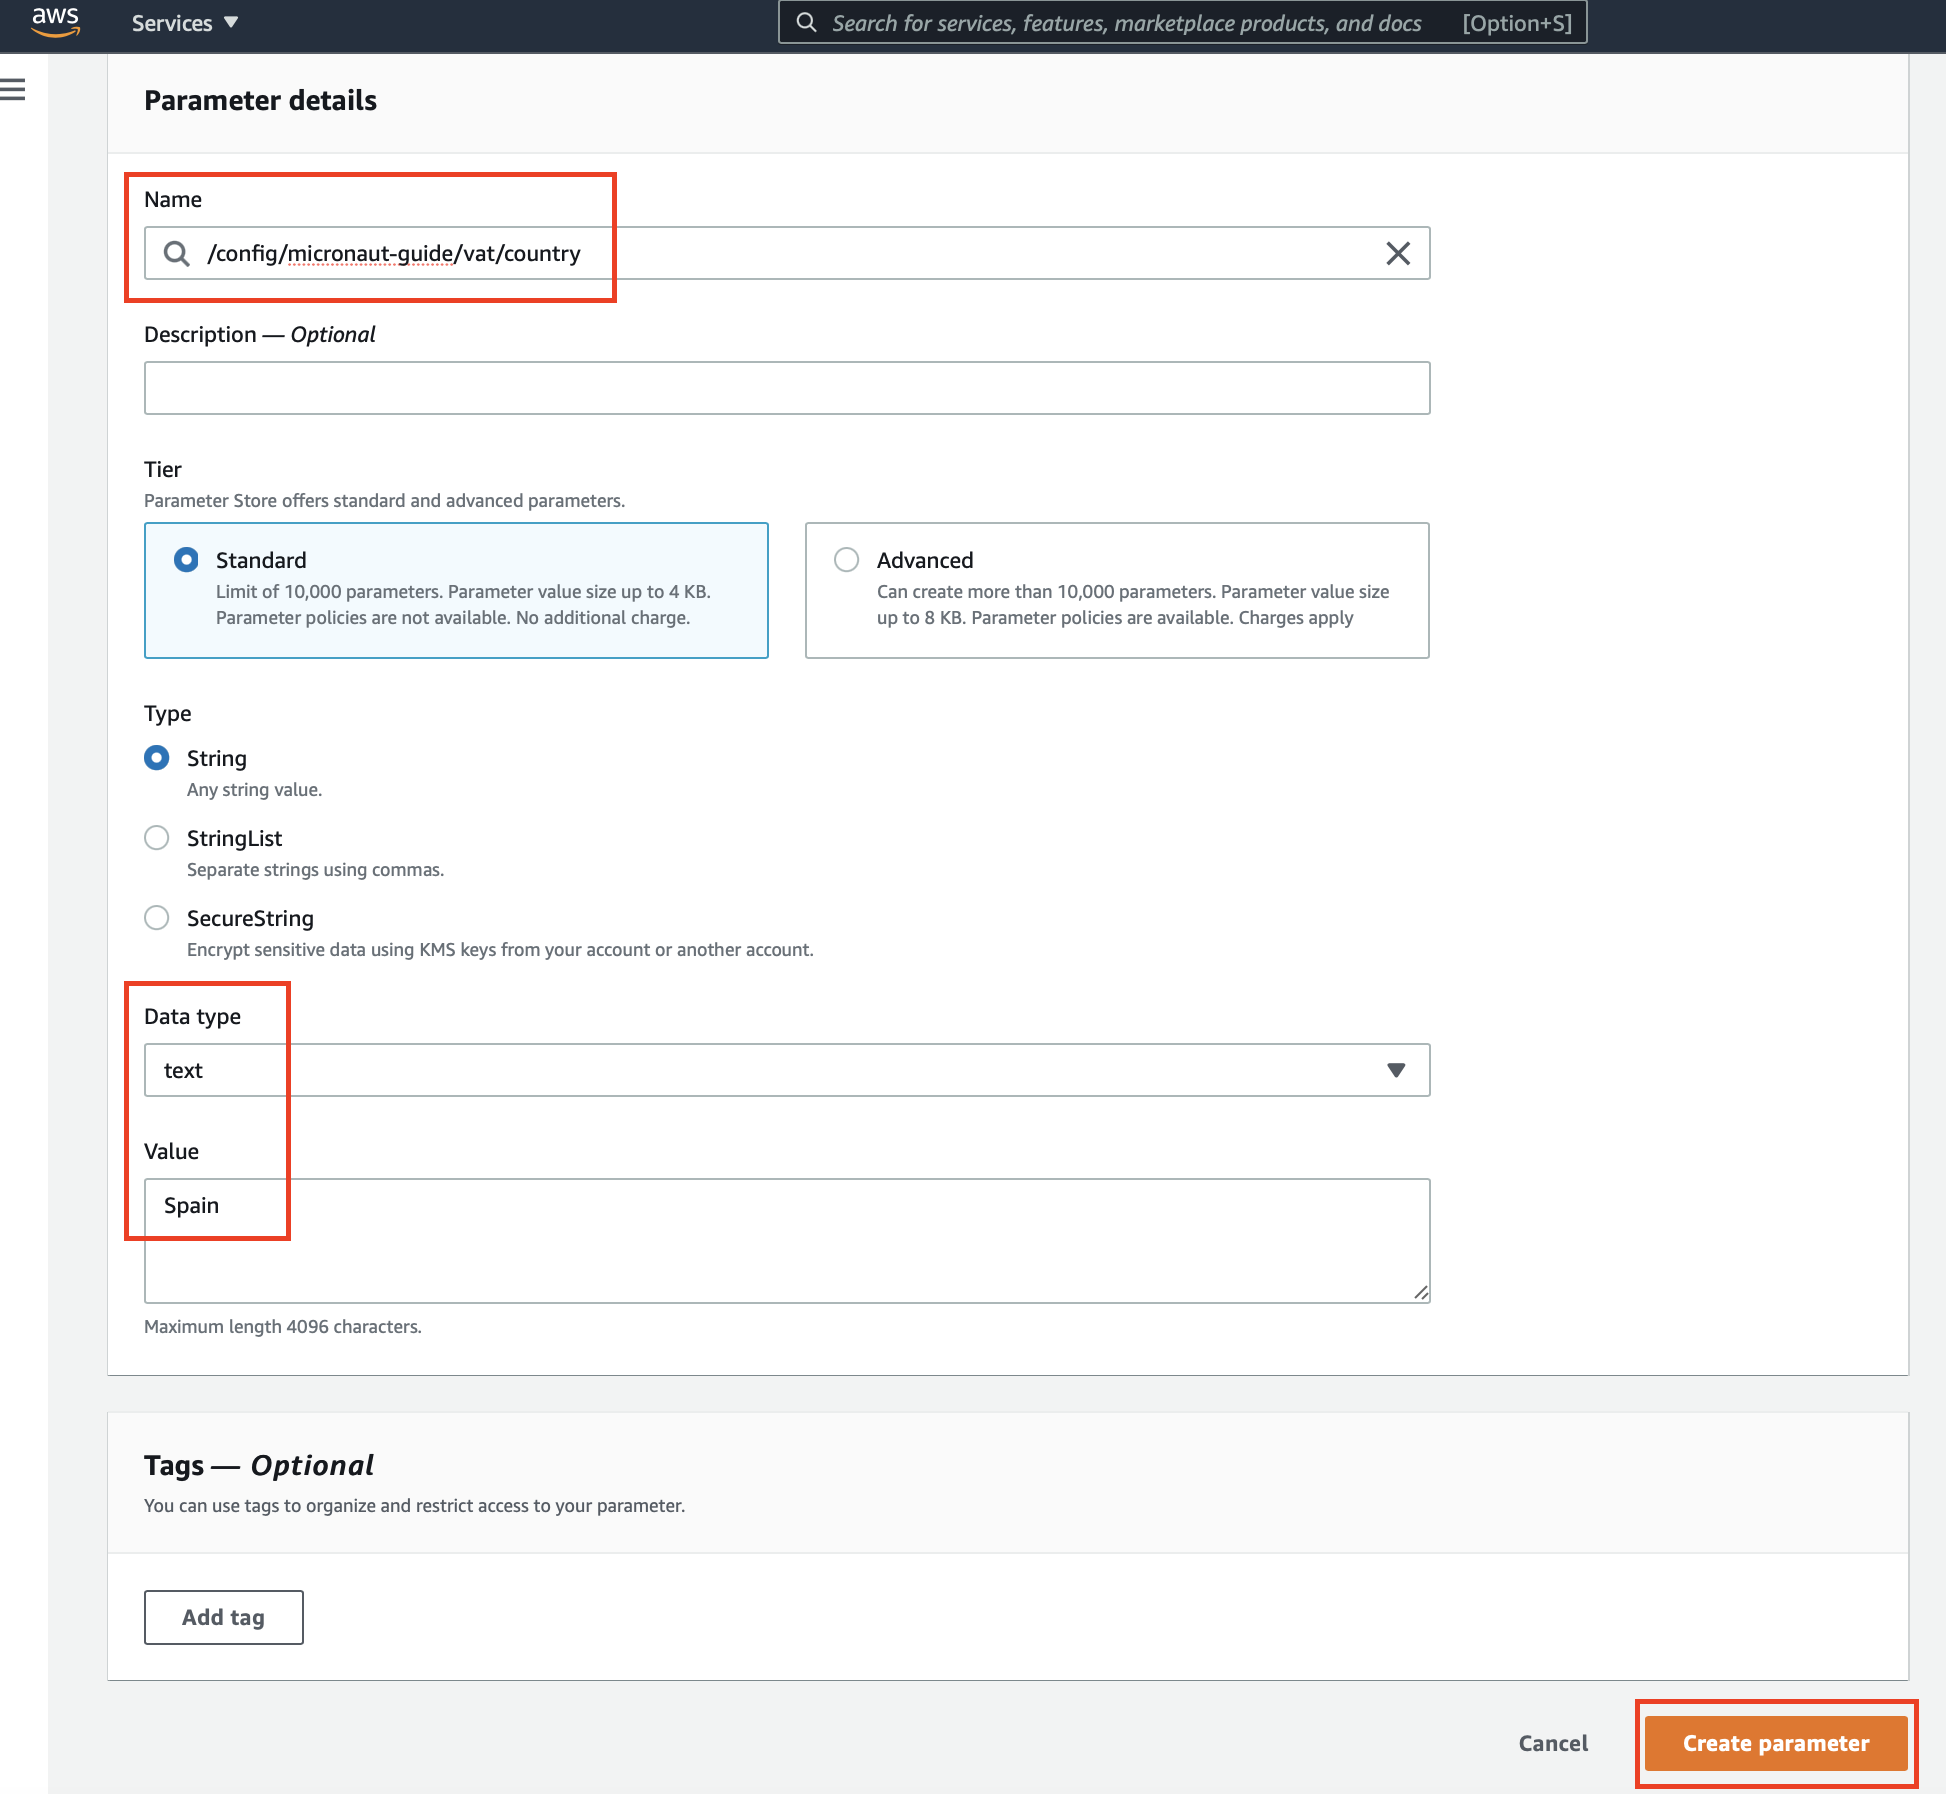 aws
Services ▼
Search for services, features, marketplace products, and docs [Option+S]
Parameter details
Name
/config/micronaut-guide/vat/country
Description — Optional
Tier
Parameter Store offers standard and advanced parameters.
Standard
Limit of 10,000 parameters. Parameter value size up to 4 KB.
Parameter policies are not available. No additional charge.
Advanced
Can create more than 10,000 parameters. Parameter value size
up to 8 KB. Parameter policies are available. Charges apply
Type
String
Any string value.
StringList
Separate strings using commas.
SecureString
Encrypt sensitive data using KMS keys from your account or another account.
Data type
text
Value
Spain
Maximum length 4096 characters.
Tags — Optional
You can use tags to organize and restrict access to your parameter.
Add tag
Cancel
Create parameter